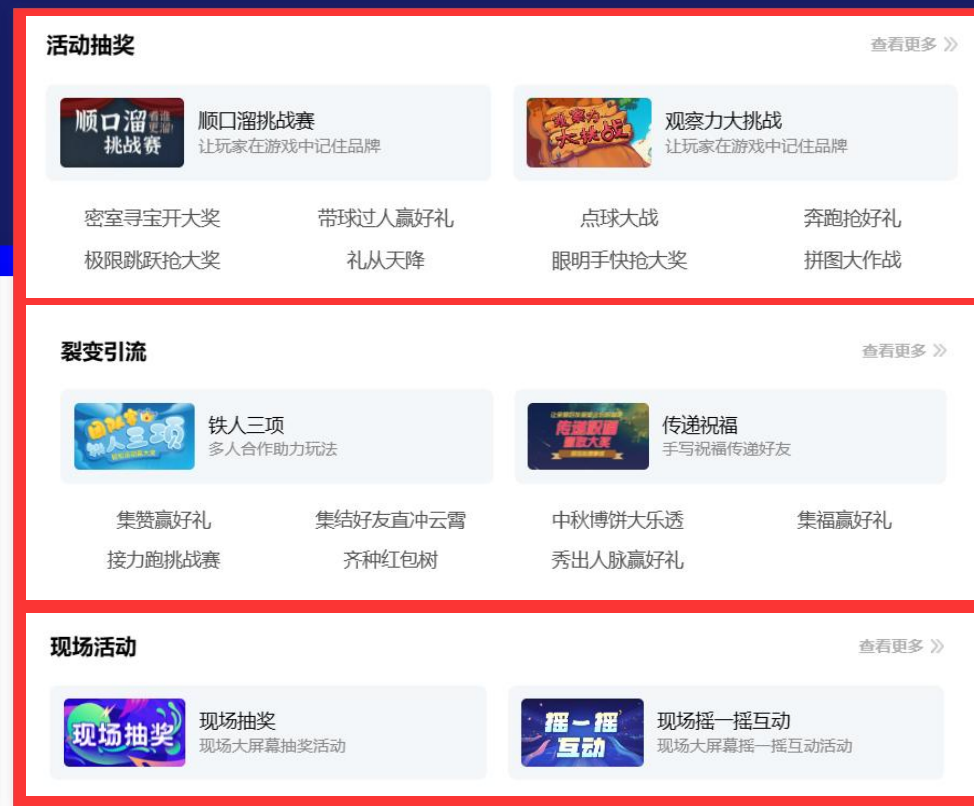 活动抽奖
查看更多
顺口溜看谁更溜!
挑战赛
顺口溜挑战赛
让玩家在游戏中记住品牌
观察力
大挑战
观察力大挑战
让玩家在游戏中记住品牌
密室寻宝开大奖 带球过人赢好礼 点球大战 奔跑抢好礼
极限跳跃抢大奖 礼从天降 眼明手快抢大奖 拼图大作战
裂变引流
查看更多
团队赛
铁人三项
铁人三项
多人合作助力玩法
传递祝福
赢取大奖
传递祝福
手写祝福传递好友
集赞赢好礼 集结好友直冲云霄 中秋博饼大乐透 集福赢好礼
接力跑挑战赛 齐种红包树 秀出人脉赢好礼
现场活动
查看更多
现场抽奖
现场抽奖
现场大屏幕抽奖活动
摇一摇
互动
现场摇一摇互动
现场大屏幕摇一摇互动活动